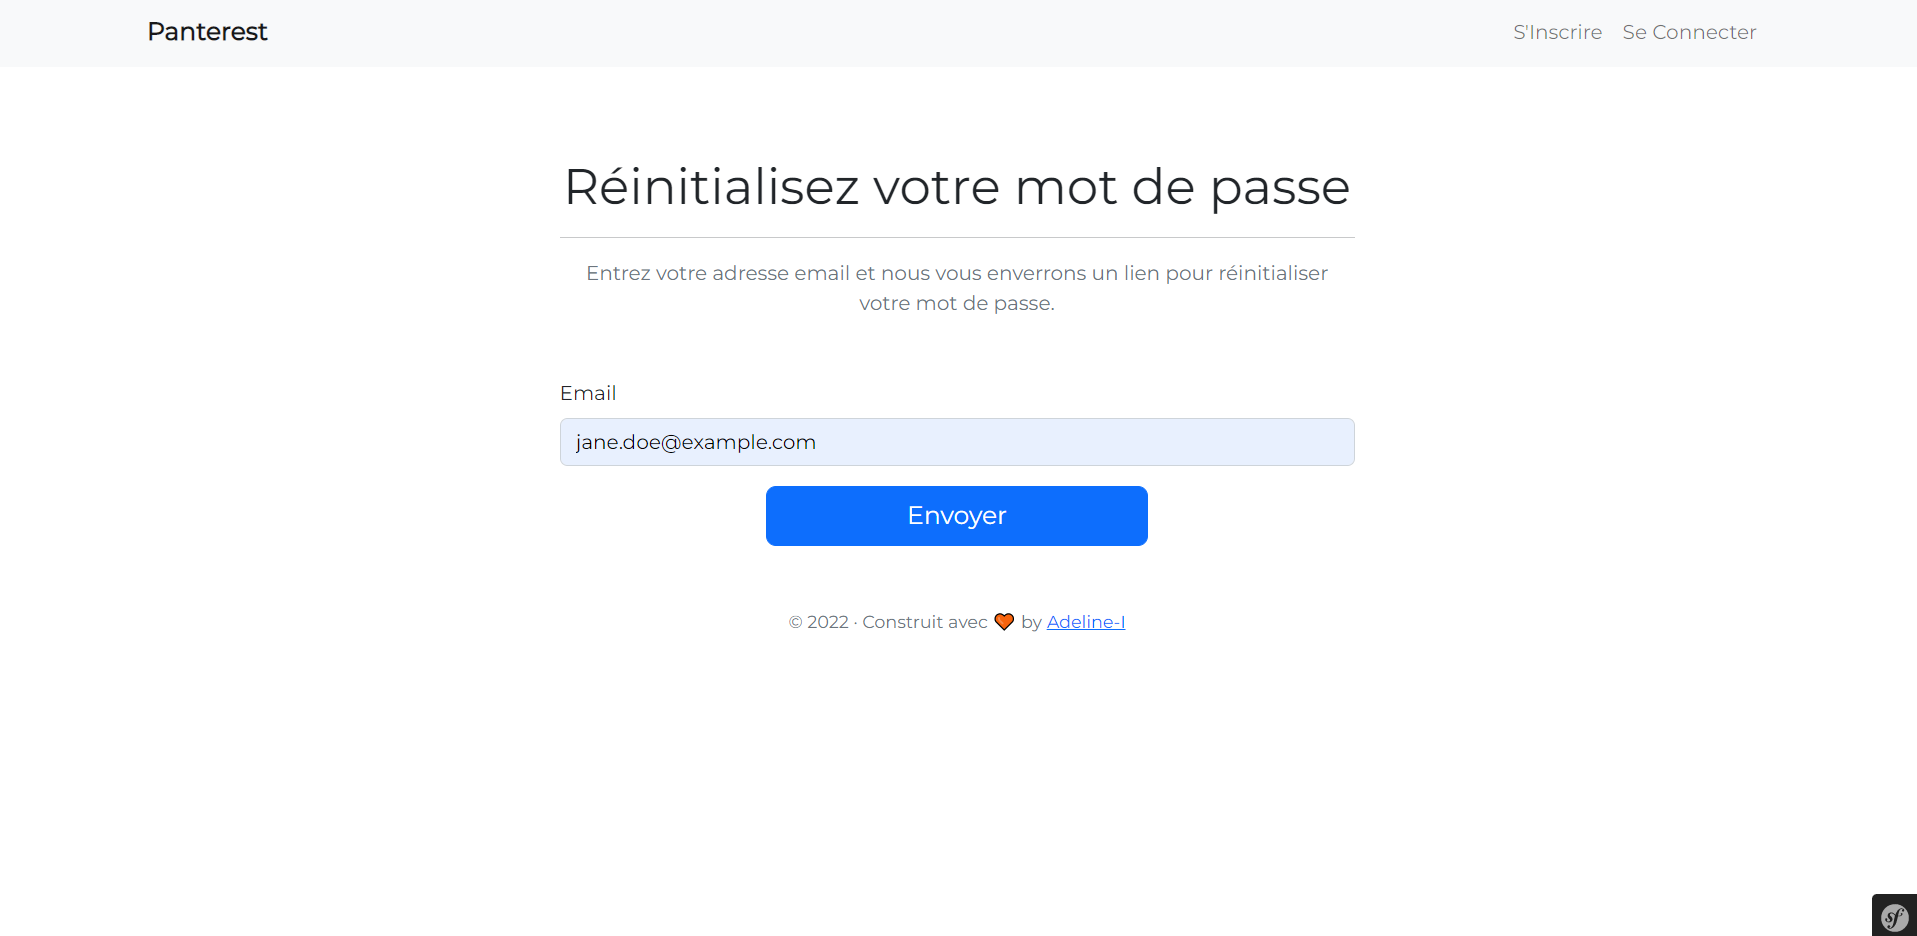 Panterest
S'Inscrire Se Connecter
Réinitialisez votre mot de passe
Entrez votre adresse email et nous vous enverrons un lien pour réinitialiser
votre mot de passe.
Email
jane.doe@example.com
Envoyer
© 2022 · Construit avec 🧡 by Adeline-I
sf